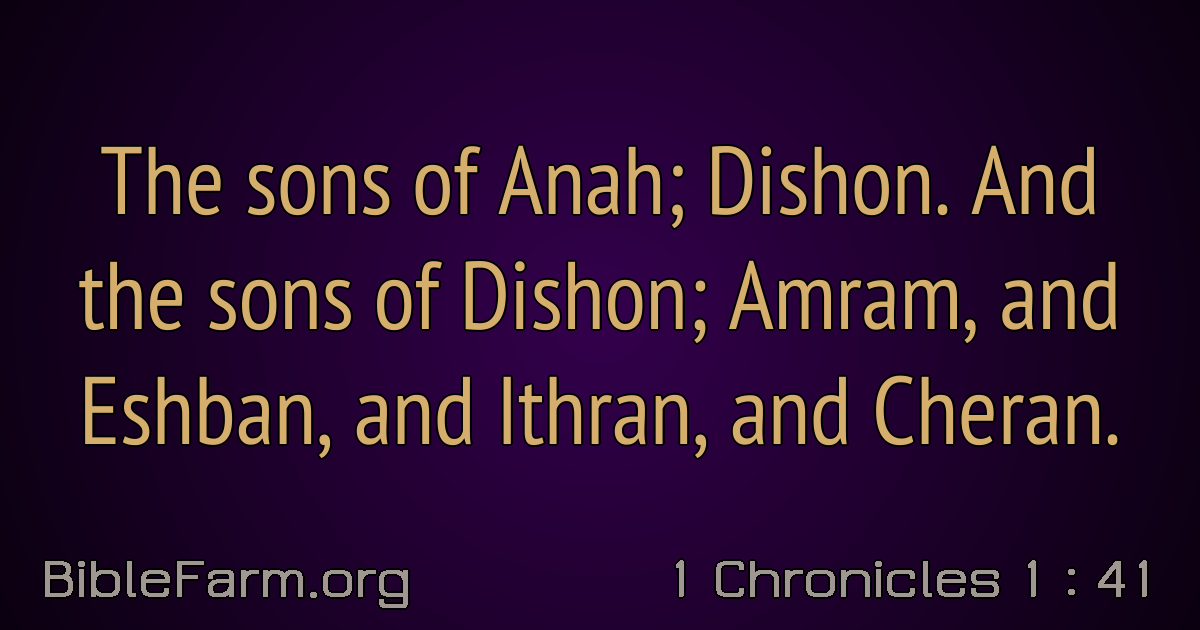 The sons of Anah; Dishon. And
the sons of Dishon; Amram, and
Eshban, and Ithran, and Cheran.
BibleFarm.org
1 Chronicles 1 : 41